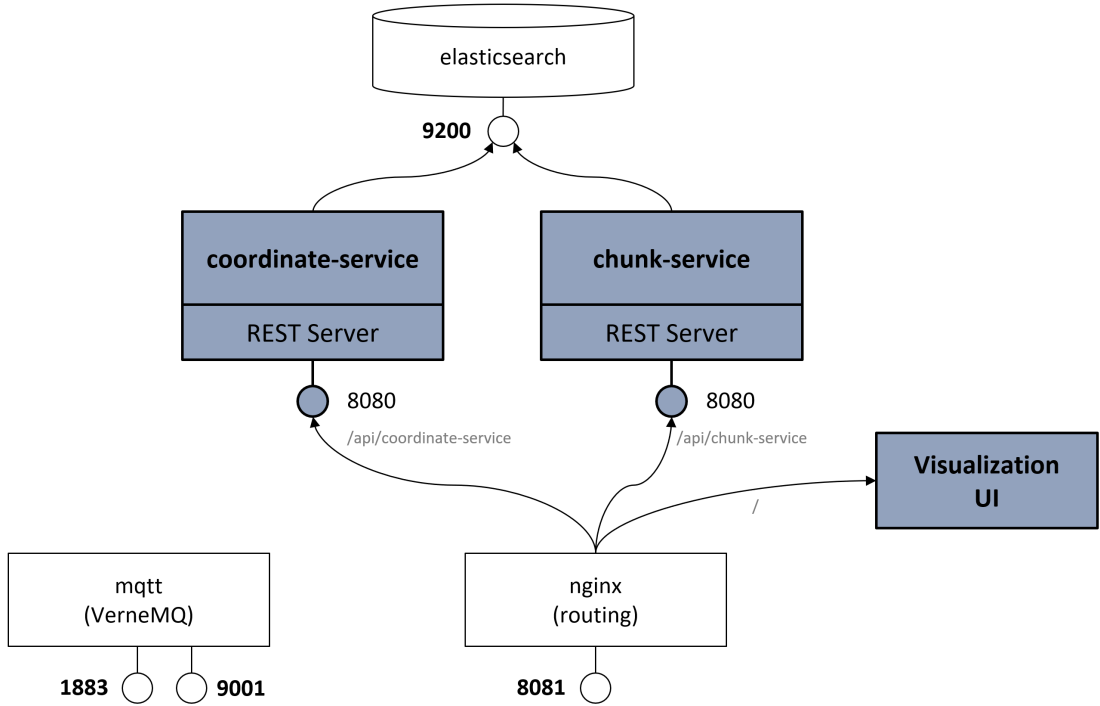 elasticsearch
9200
coordinate-service
REST Server
chunk-service
REST Server
8080
/api/coordinate-service
8080
/api/chunk-service
Visualization
UI
/
mqtt
(VerneMQ)
nginx
(routing)
1883
9001
8081